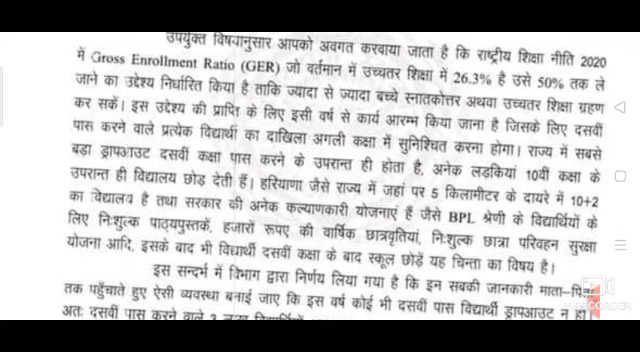 उपर्युक्त विषयानुसार आपको अवगत करवाया जाता है कि राष्ट्रीय शिक्षा नीति 2020
में Gross Enrollment Ratio (GER) जो वर्तमान में उच्चतर शिक्षा में 26.3% है उसे 50% तक ले
जाने का उद्देश्य निर्धारित किया है ताकि ज्यादा से ज्यादा बच्चे स्नातकोत्तर अथवा उच्चतर शिक्षा ग्रहण
कर सकें। इस उद्देश्य की प्राप्ति के लिए इसी वर्ष से कार्य आरम्भ किया जाना है जिसके लिए दसवीं
पास करने वाले प्रत्येक विद्यार्थी का दाखिला अगली कक्षा में सुनिश्चित करना होगा। राज्य में सबसे
बड़ा ड्रापआउट दसवीं कक्षा पास करने के उपरान्त ही होता है, अनेक लड़कियां 10वीं कक्षा के
उपरान्त ही विद्यालय छोड़ देती हैं। हरियाणा जैसे राज्य में जहां पर 5 किलामीटर के दायरे में 10+2
का विद्यालय है तथा सरकार की अनेक कल्याणकारी योजनाएं हैं जैसे BPL श्रेणी के विद्यार्थियों के
लिए निःशुल्क पाठ्यपुस्तकें, हजारों रूपए की वार्षिक छात्रवृतियां, निःशुल्क छात्रा परिवहन सुरक्षा
योजना आदि, इसके बाद भी विद्यार्थी दसवीं कक्षा के बाद स्कूल छोड़ें यह चिन्ता का विषय है।
इस सन्दर्भ में विभाग द्वारा निर्णय लिया गया है कि इन सबकी जानकारी माता-पिता
तक पहुँचाते हुए ऐसी व्यवस्था बनाई जाए कि इस वर्ष कोई भी दसवीं पास विद्यार्थी ड्रापआउट न हो।
अतः दसवीं पास करने वाले 3 लाख विद्यार्थियों